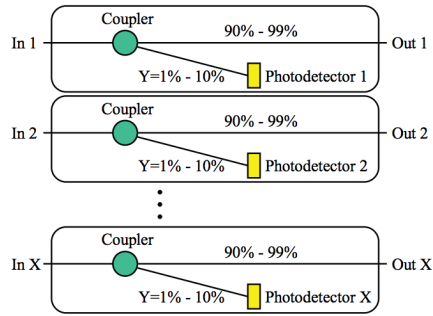 Coupler
In 1
90% - 99%
Out 1
Y=1% - 10%
Photodetector 1
Coupler
In 2
90% - 99%
Out 2
Y=1% - 10%
Photodetector 2
Coupler
In X
90% - 99%
Out X
Y=1% - 10%
Photodetector X